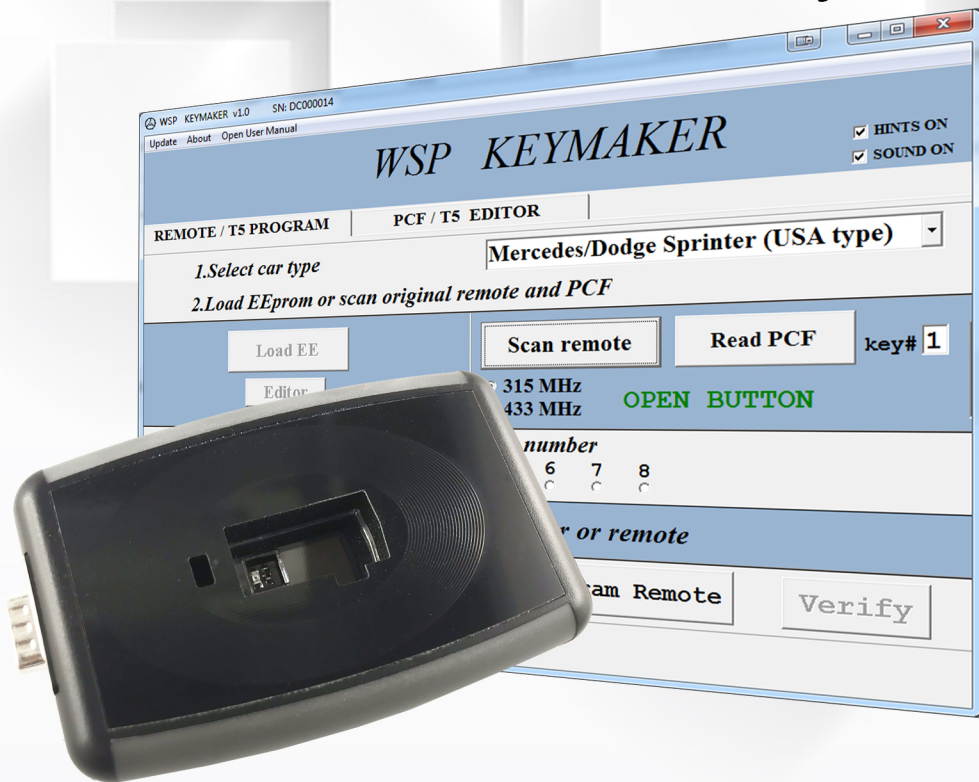 WSP KEYMAKER v1.0 SN: DC000014
Update About Open User Manual
WSP KEYMAKER
HINTS ON
SOUND ON
REMOTE / T5 PROGRAM PCF / T5 EDITOR
1.Select car type Mercedes/Dodge Sprinter (USA type)
2.Load EEprom or scan original remote and PCF
Load EE Scan remote Read PCF key# 1
Editor 315 MHz
433 MHz OPEN BUTTON
number
6 7 8
or remote
Remote Verify